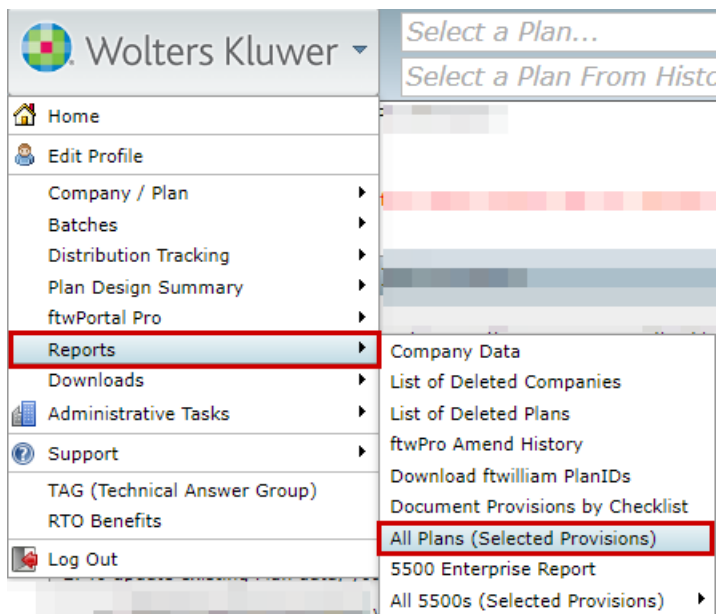 Wolters Kluwer
Select a Plan...
Select a Plan From Histo
Home
Edit Profile
Company / Plan
Batches
Distribution Tracking
Plan Design Summary
ftwPortal Pro
Reports
Downloads
Administrative Tasks
Support
TAG (Technical Answer Group)
RTO Benefits
Log Out
Company Data
List of Deleted Companies
List of Deleted Plans
ftwPro Amend History
Download ftwilliam PlanIDs
Document Provisions by Checklist
All Plans (Selected Provisions)
5500 Enterprise Report
All 5500s (Selected Provisions)